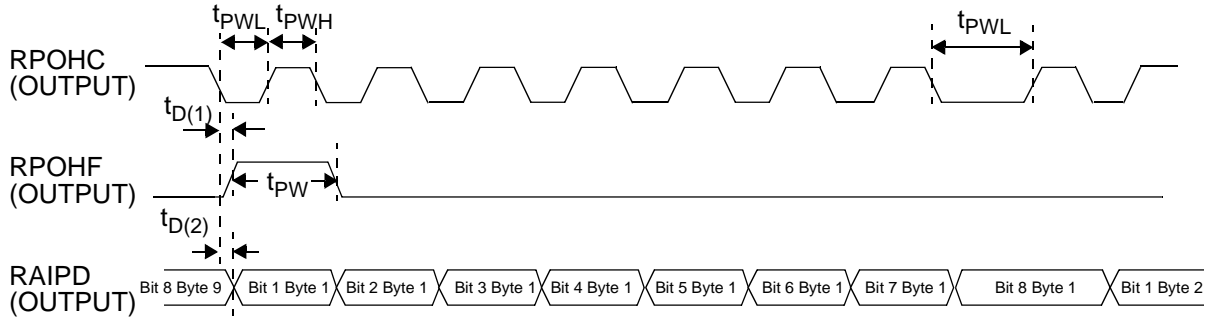 tPWL tPWH tPWL
RPOHC
(OUTPUT)
tD(1)
RPOHF
(OUTPUT)
tPW
tD(2)
RAIPD
(OUTPUT)
Bit 8 Byte 9 Bit 1 Byte 1 Bit 2 Byte 1 Bit 3 Byte 1 Bit 4 Byte 1 Bit 5 Byte 1 Bit 6 Byte 1 Bit 7 Byte 1 Bit 8 Byte 1 Bit 1 Byte 2